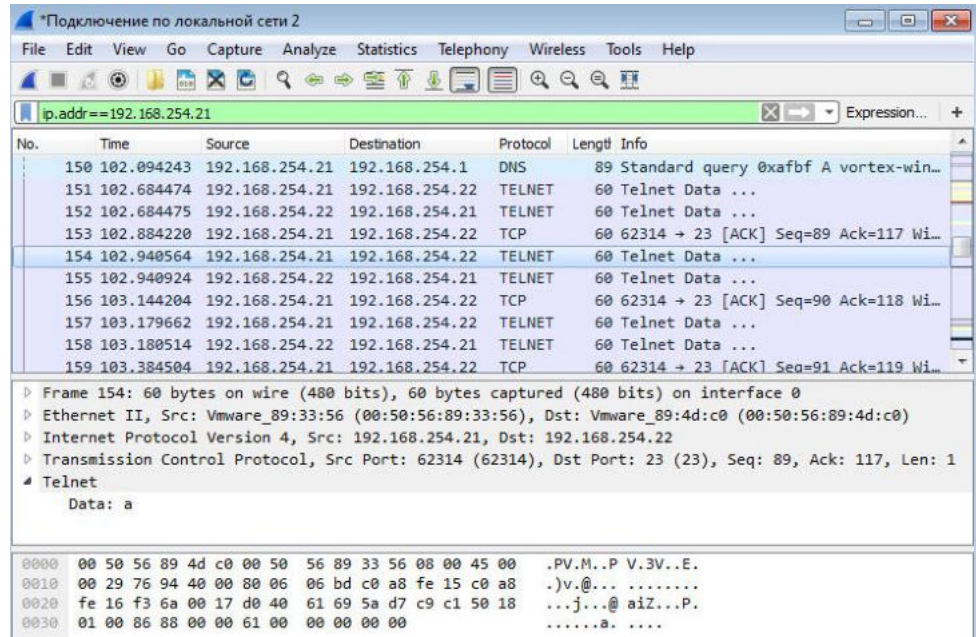 *Подключение по локальной сети 2
File Edit View Go Capture Analyze Statistics Telephony Wireless Tools Help
ip.addr==192.168.254.21 Expression... +
No. Time Source Destination Protocol Length Info
150 102.094243 192.168.254.21 192.168.254.1 DNS 89 Standard query 0xafbf A vortex-win…
151 102.684474 192.168.254.21 192.168.254.22 TELNET 60 Telnet Data ...
152 102.684475 192.168.254.22 192.168.254.21 TELNET 60 Telnet Data ...
153 102.884220 192.168.254.21 192.168.254.22 TCP 60 62314 → 23 [ACK] Seq=89 Ack=117 Wi…
154 102.940564 192.168.254.21 192.168.254.22 TELNET 60 Telnet Data ...
155 102.940924 192.168.254.22 192.168.254.21 TELNET 60 Telnet Data ...
156 103.144204 192.168.254.21 192.168.254.22 TCP 60 62314 → 23 [ACK] Seq=90 Ack=118 Wi…
157 103.179662 192.168.254.21 192.168.254.22 TELNET 60 Telnet Data ...
158 103.180514 192.168.254.22 192.168.254.21 TELNET 60 Telnet Data ...
159 103.384504 192.168.254.21 192.168.254.22 TCP 60 62314 → 23 [ACK] Seq=91 Ack=119 Wi…
Frame 154: 60 bytes on wire (480 bits), 60 bytes captured (480 bits) on interface 0
Ethernet II, Src: Vmware_89:33:56 (00:50:56:89:33:56), Dst: Vmware_89:4d:c0 (00:50:56:89:4d:c0)
Internet Protocol Version 4, Src: 192.168.254.21, Dst: 192.168.254.22
Transmission Control Protocol, Src Port: 62314 (62314), Dst Port: 23 (23), Seq: 89, Ack: 117, Len: 1
Telnet
Data: a
0000 00 50 56 89 4d c0 00 50 56 89 33 56 08 00 45 00 .PV.M..P V.3V..E.
0010 00 29 76 94 40 00 80 06 06 bd c0 a8 fe 15 c0 a8 .)v.@... ........
0020 fe 16 f3 6a 00 17 d0 40 61 69 5a d7 c9 c1 50 18 ...j...@ aiZ...P.
0030 01 00 86 88 00 00 61 00 00 00 00 00 ......a. ....